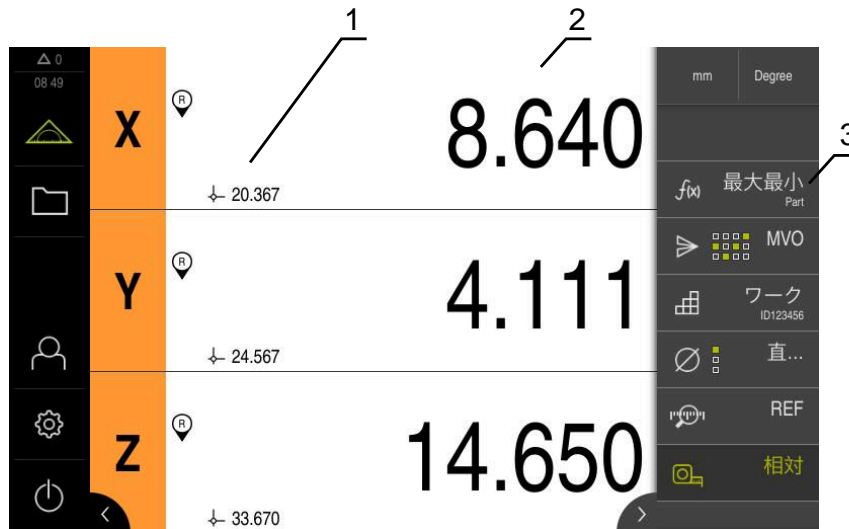 1
2
3
0
08 49
X
R
8.640
20.367
Y
R
4.111
24.567
Z
R
14.650
33.670
mm
Degree
f(x)
最大最小
Part
MVO
ワーク
ID123456
直...
REF
相対